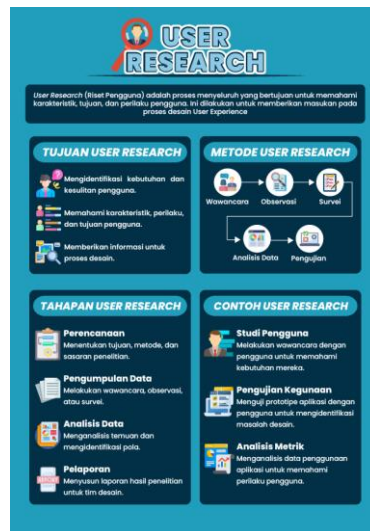 USER
RESEARCH
User Research (Riset Pengguna) adalah proses menyeluruh yang bertujuan untuk memahami
karakteristik, tujuan, dan perilaku pengguna. Ini dilakukan untuk memberikan masukan pada
proses desain User Experience
TUJUAN USER RESEARCH
Mengidentifikasi kebutuhan dan
kesulitan pengguna.
Memahami karakteristik, perilaku,
dan tujuan pengguna.
Memberikan informasi untuk
proses desain.
METODE USER RESEARCH
Wawancara Observasi Survei
Analisis Data Pengujian
TAHAPAN USER RESEARCH
Perencanaan
Menentukan tujuan, metode, dan
sasaran penelitian.
Pengumpulan Data
Melakukan wawancara, observasi,
atau survei.
Analisis Data
Menganalisis temuan dan
mengidentifikasi pola.
Pelaporan
Menyusun laporan hasil penelitian
untuk tim desain.
REPORT
CONTOH USER RESEARCH
Studi Pengguna
Melakukan wawancara dengan
pengguna untuk memahami
kebutuhan mereka.
Pengujian Kegunaan
Menguji prototipe aplikasi dengan
pengguna untuk mengidentifikasi
masalah desain.
Analisis Metrik
Menganalisis data penggunaan
aplikasi untuk memahami
perilaku pengguna.